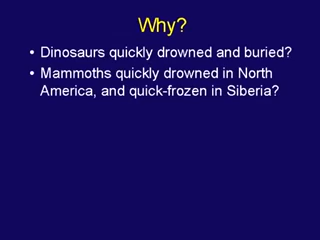 Why?
• Dinosaurs quickly drowned and buried?
• Mammoths quickly drowned in North
America, and quick-frozen in Siberia?